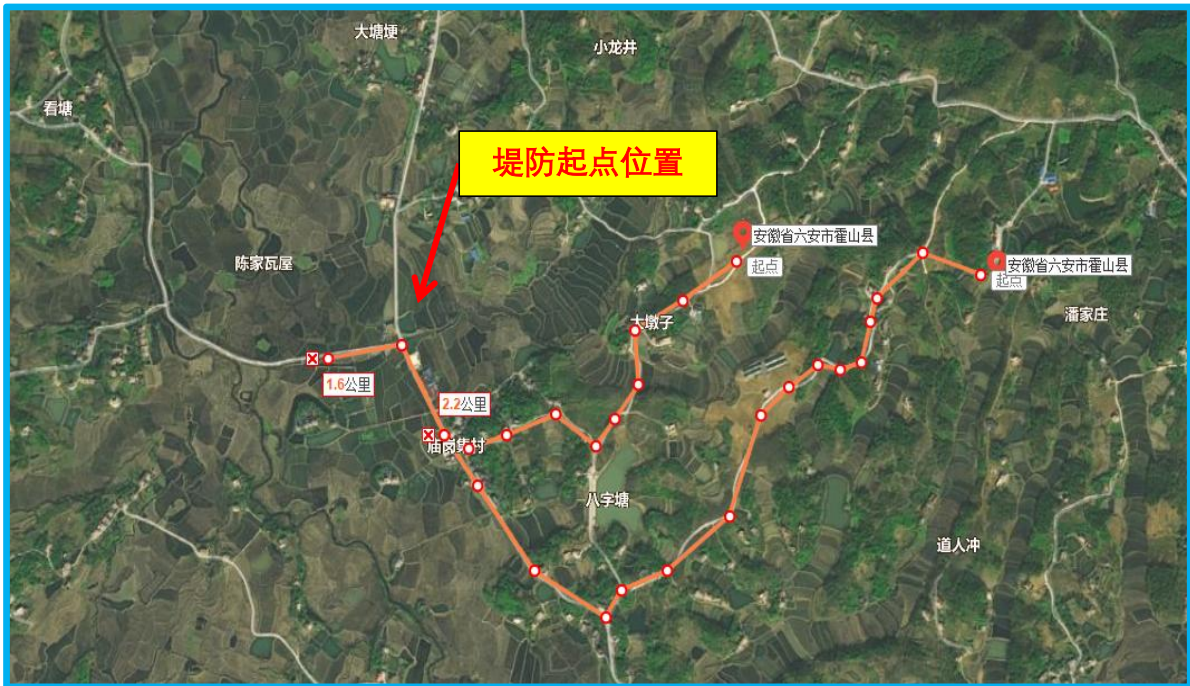 大塘埂
小龙井
看塘
堤防起点位置
安徽省六安市霍山县
陈家瓦屋
起点
安徽省六安市霍山县
起点
潘家庄
大墩子
1.6公里
2.2公里
庙岗集村
八字塘
道人冲